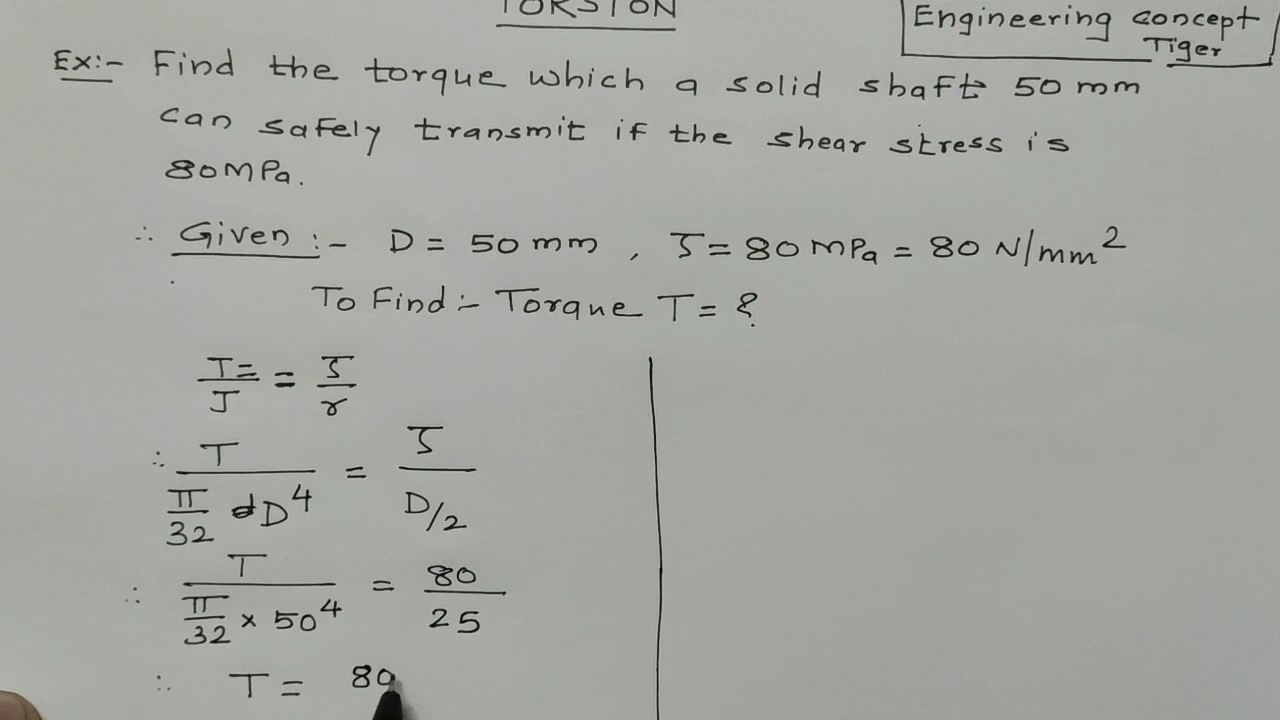 TORSION
Engineering concept
Tiger
Ex:- Find the torque which a solid shaft 50 mm
can safely transmit if the shear stress is
80 MPa.
∴ Given :- D = 50 mm , τ = 80 MPa = 80 N/mm²
To Find :- Torque T = ?
T= / J = τ / r
∴ T / (π/32 dD⁴) = τ / (D/2)
∴ T / (π/32 × 50⁴) = 80 / 25
∴ T = 80